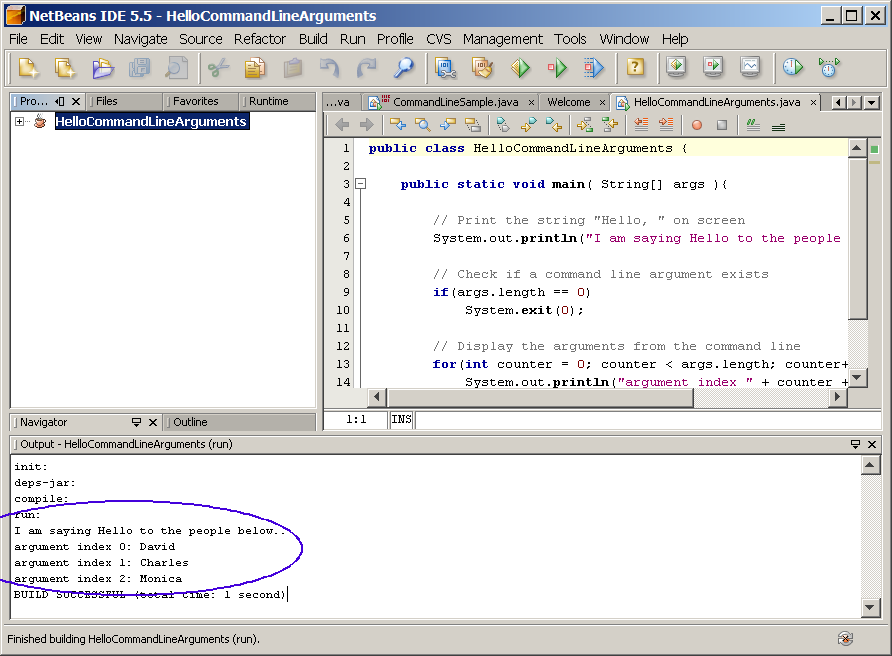 NetBeans IDE 5.5 - HelloCommandLineArguments
File Edit View Navigate Source Refactor Build Run Profile CVS Management Tools Window Help
Pro... Files Favorites Runtime
HelloCommandLineArguments
...va CommandLineSample.java Welcome HelloCommandLineArguments.java
1 public class HelloCommandLineArguments {
2
3 public static void main( String[] args ){
4
5 // Print the string "Hello, " on screen
6 System.out.println("I am saying Hello to the people
7
8 // Check if a command line argument exists
9 if(args.length == 0)
10 System.exit(0);
11
12 // Display the arguments from the command line
13 for(int counter = 0; counter < args.length; counter+
14 System.out.println("argument index " + counter +
1:1 INS
Navigator Outline
Output - HelloCommandLineArguments (run)
init:
deps-jar:
compile:
run:
I am saying Hello to the people below..
argument index 0: David
argument index 1: Charles
argument index 2: Monica
BUILD SUCCESSFUL (total time: 1 second)
Finished building HelloCommandLineArguments (run).